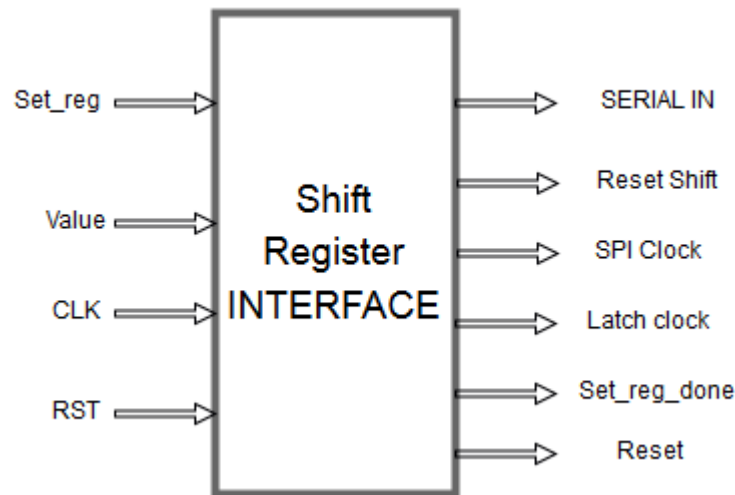 Set_reg
Value
CLK
RST
Shift
Register
INTERFACE
SERIAL IN
Reset Shift
SPI Clock
Latch clock
Set_reg_done
Reset